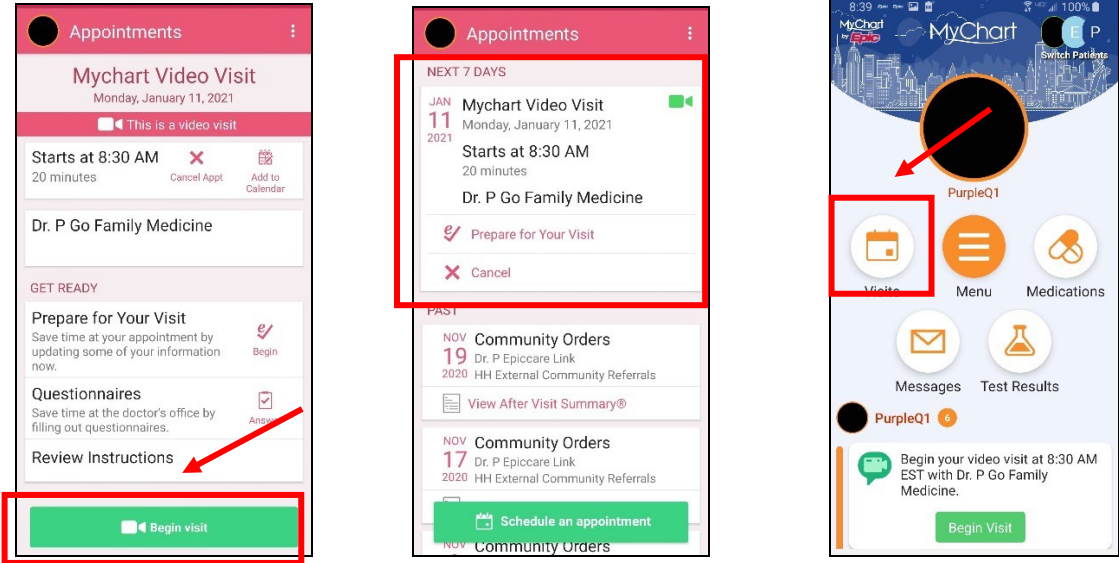 Appointments
Mychart Video Visit
Monday, January 11, 2021
This is a video visit
Starts at 8:30 AM
20 minutes
Cancel Appt
Add to
Calendar
Dr. P Go Family Medicine
GET READY
Prepare for Your Visit
Save time at your appointment by
updating some of your information
now.
Begin
Questionnaires
Save time at the doctor's office by
filling out questionnaires.
Answer
Review Instructions
Begin visit
Appointments
NEXT 7 DAYS
JAN
11
2021
Mychart Video Visit
Monday, January 11, 2021
Starts at 8:30 AM
20 minutes
Dr. P Go Family Medicine
Prepare for Your Visit
Cancel
PAST
NOV
19
2020
Community Orders
Dr. P Epiccare Link
HH External Community Referrals
View After Visit Summary®
NOV
17
2020
Community Orders
Dr. P Epiccare Link
HH External Community Referrals
Schedule an appointment
NOV
Community Orders
8:39
100%
MyChart
by Epic
MyChart
E
P
Switch Patients
PurpleQ1
Visits
Menu
Medications
Messages
Test Results
PurpleQ1
6
Begin your video visit at 8:30 AM
EST with Dr. P Go Family
Medicine.
Begin Visit